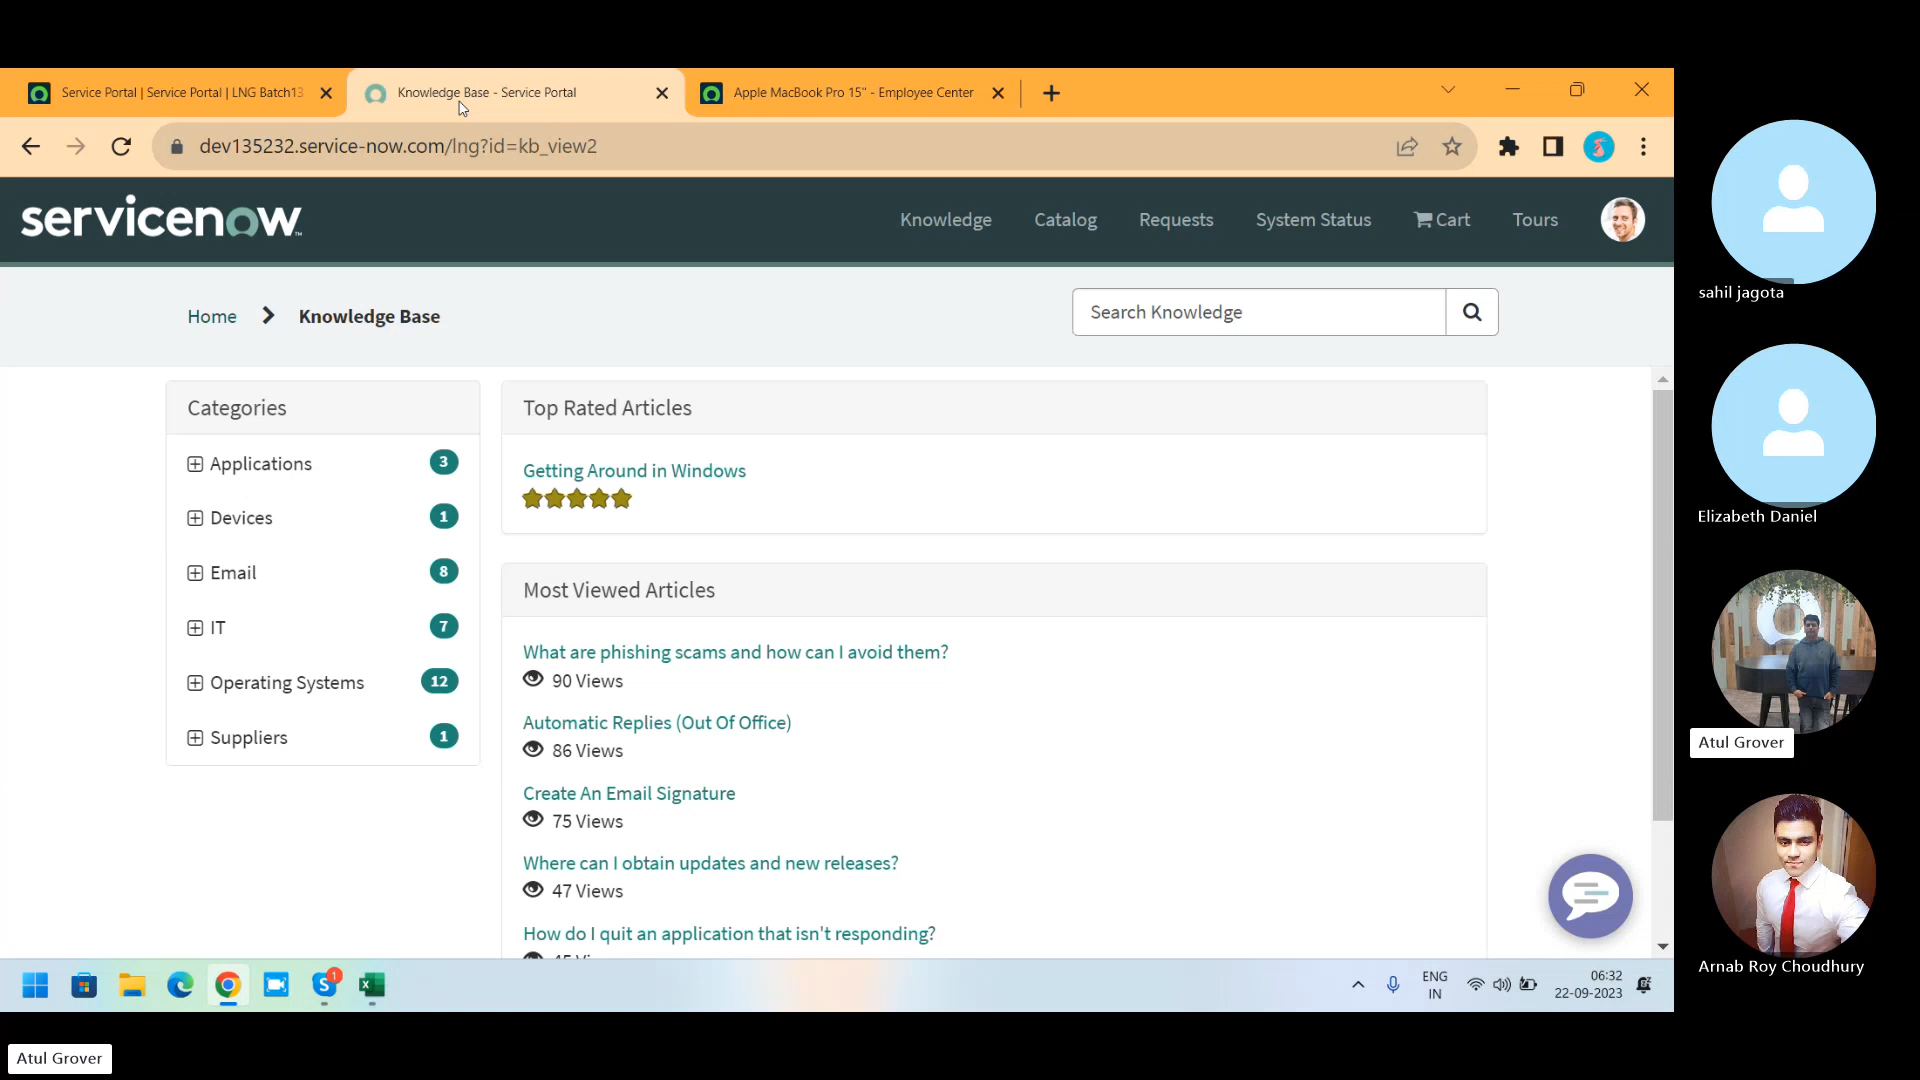 Service Portal | Service Portal | LNG Batch13
Knowledge Base - Service Portal
Apple MacBook Pro 15" - Employee Center
dev135232.service-now.com/lng?id=kb_view2
servicenow
Knowledge
Catalog
Requests
System Status
Cart
Tours
Home
Knowledge Base
Search Knowledge
Categories
Applications 3
Devices 1
Email 8
IT 7
Operating Systems 12
Suppliers 1
Top Rated Articles
Getting Around in Windows
Most Viewed Articles
What are phishing scams and how can I avoid them?
90 Views
Automatic Replies (Out Of Office)
86 Views
Create An Email Signature
75 Views
Where can I obtain updates and new releases?
47 Views
How do I quit an application that isn't responding?
45 Views
1
ENG
IN
06:32
22-09-2023
sahil jagota
Elizabeth Daniel
Atul Grover
Arnab Roy Choudhury
Atul Grover